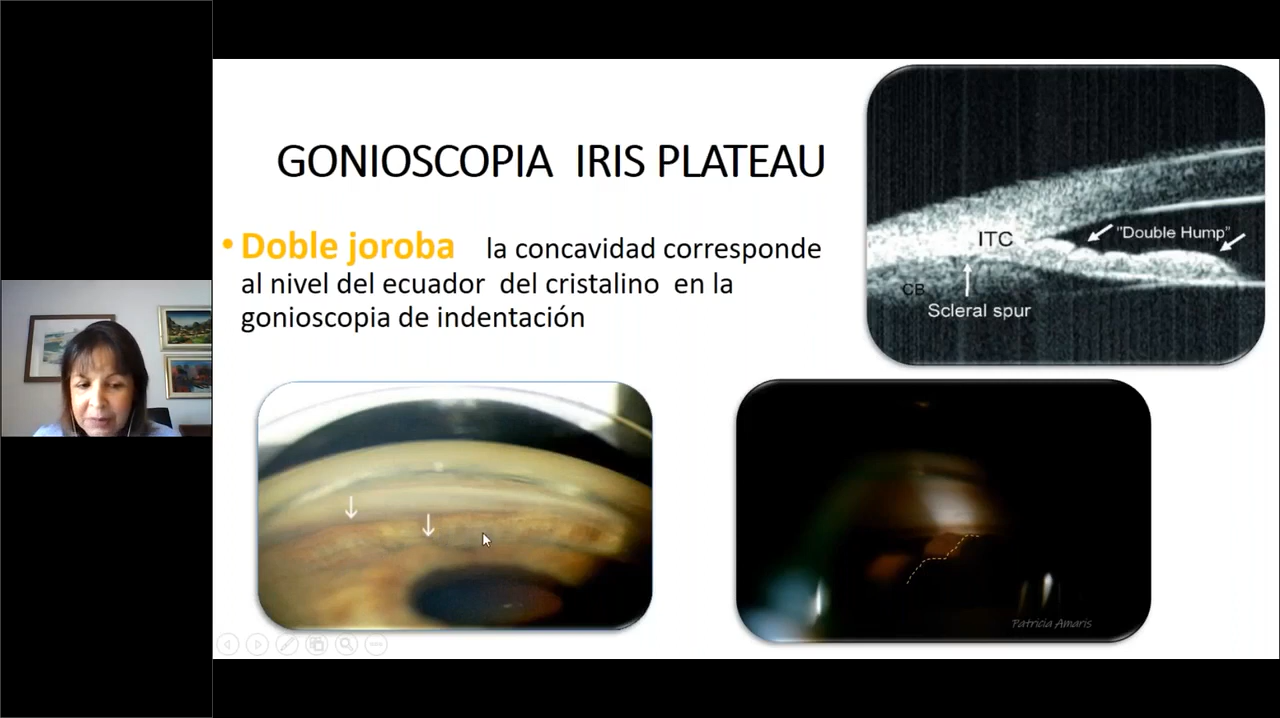 GONIOSCOPIA IRIS PLATEAU
• Doble joroba la concavidad corresponde
al nivel del ecuador del cristalino en la
gonioscopia de indentación
ITC
"Double Hump"
CB
Scleral spur
Patricia Amaris